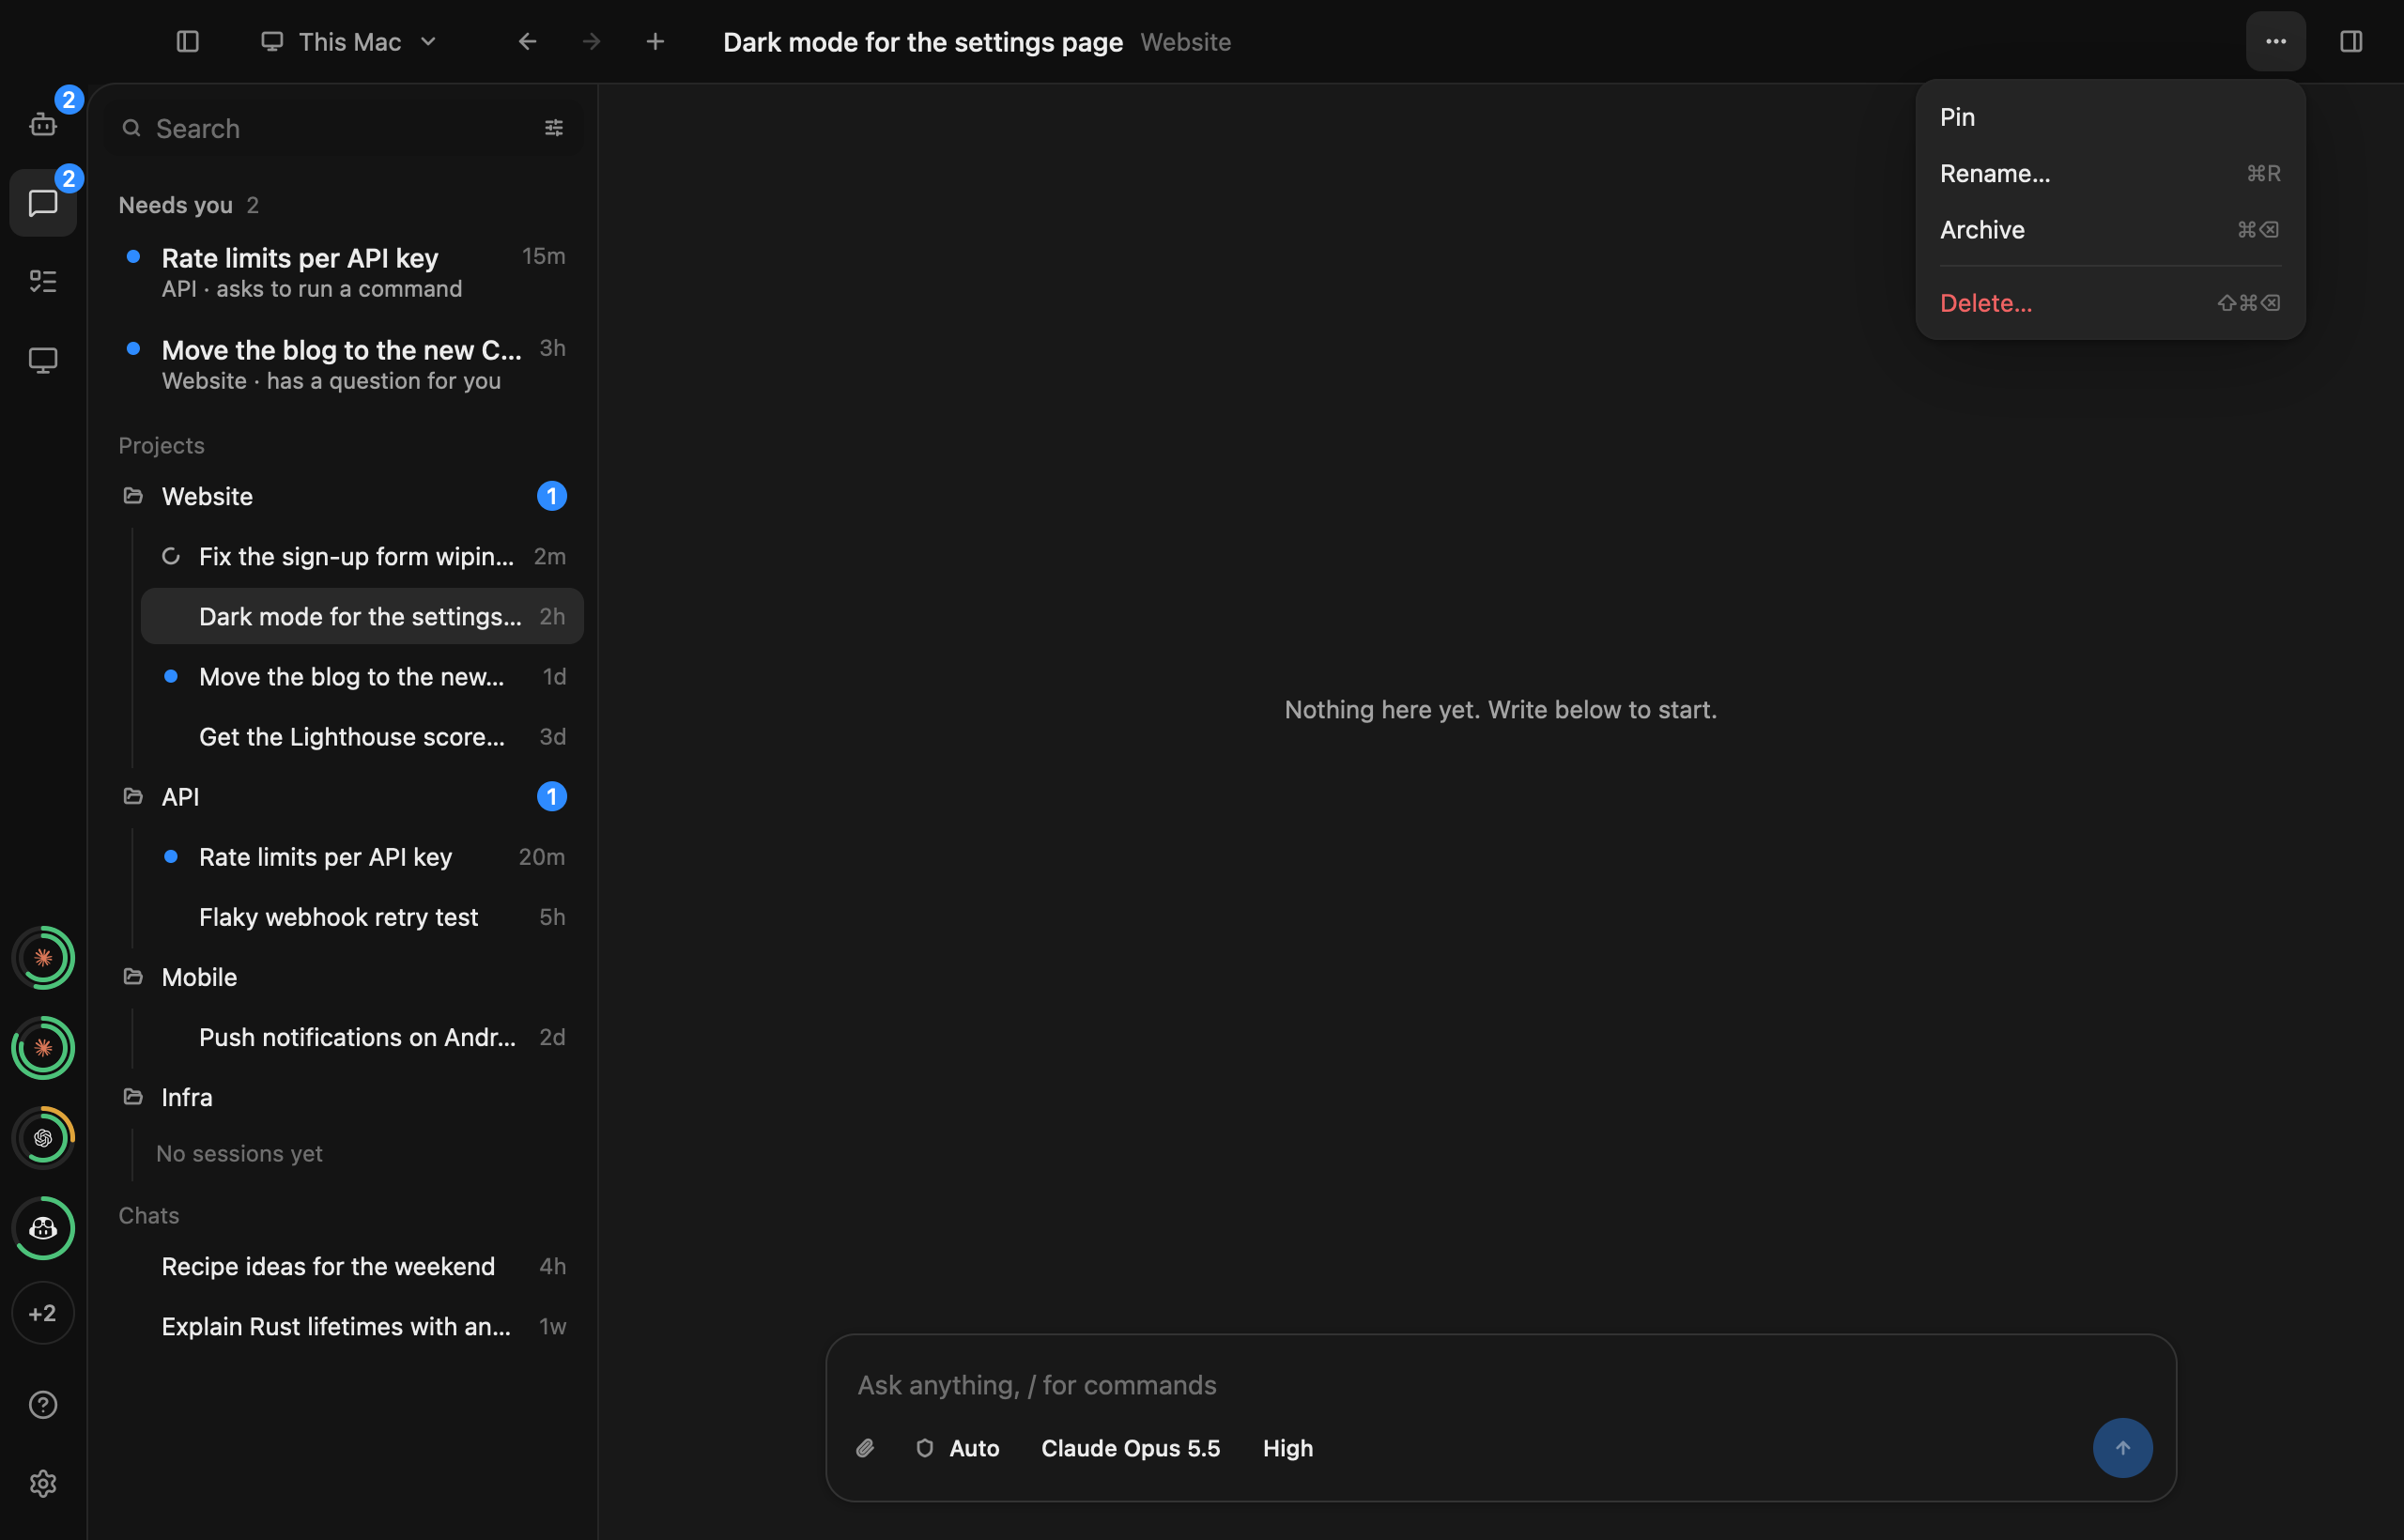 This Mac
Dark mode for the settings page Website
2
2
Search
Needs you 2
Rate limits per API key 15m
API · asks to run a command
Move the blog to the new C... 3h
Website · has a question for you
Projects
Website 1
Fix the sign-up form wipin... 2m
Dark mode for the settings... 2h
Move the blog to the new... 1d
Get the Lighthouse score... 3d
API 1
Rate limits per API key 20m
Flaky webhook retry test 5h
Mobile
Push notifications on Andr... 2d
Infra
No sessions yet
Chats
Recipe ideas for the weekend 4h
Explain Rust lifetimes with an... 1w
+2
Pin
Rename... ⌘R
Archive ⌘⌫
Delete... ⇧⌘⌫
Nothing here yet. Write below to start.
Ask anything, / for commands
Auto Claude Opus 5.5 High